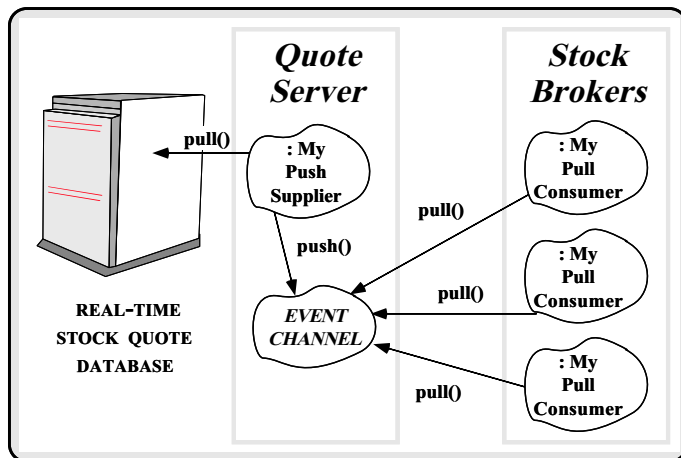 Quote
Server
Stock
Brokers
pull()
: My
Push
Supplier
push()
EVENT
CHANNEL
REAL-TIME
STOCK QUOTE
DATABASE
: My
Pull
Consumer
pull()
: My
Pull
Consumer
pull()
: My
Pull
Consumer
pull()